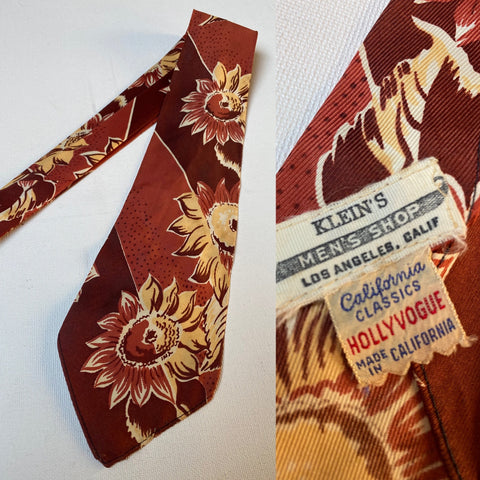 KLEIN'S
MEN'S SHOP
LOS ANGELES, CALIF
California
CLASSICS
HOLLYVOGUE
MADE IN CALIFORNIA